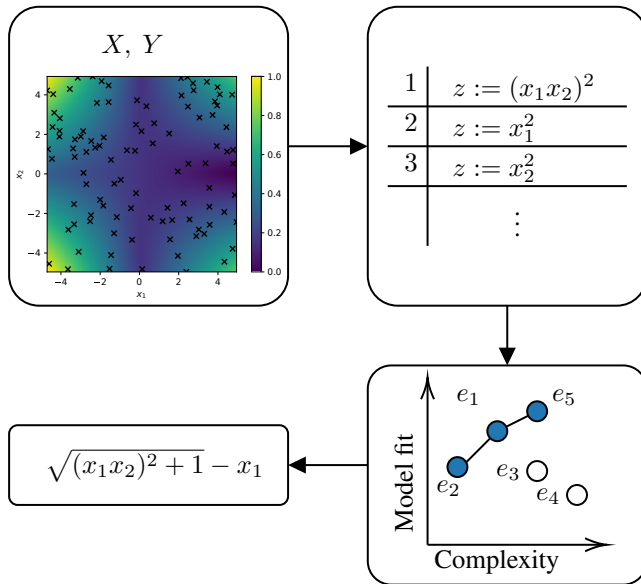 X, Y
4
2
0
−2
−4
x₂
−4
−2
0
2
4
x₁
1.0
0.8
0.6
0.4
0.2
0.0
1 z := (x₁x₂)²
2 z := x₁²
3 z := x₂²
⋮
Model fit
e₁
e₅
e₂
e₃
e₄
Complexity
√((x₁x₂)² + 1) − x₁